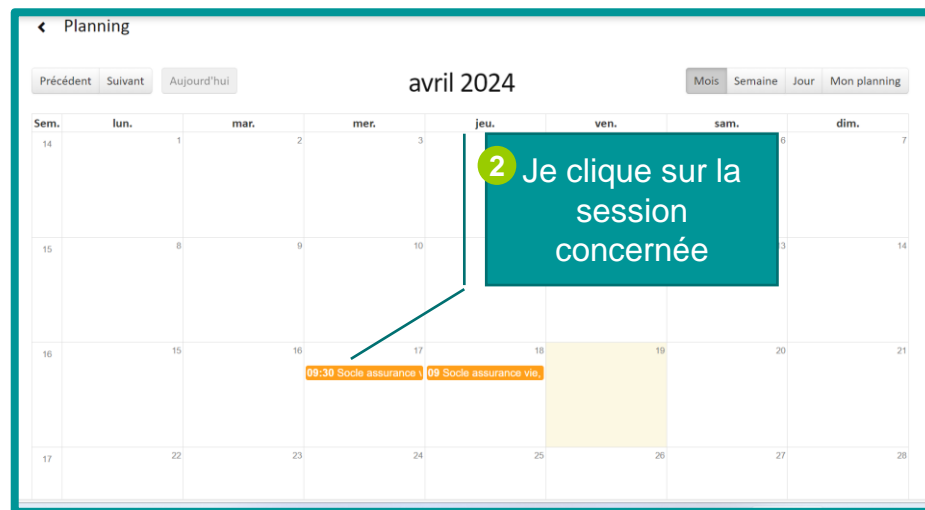 Planning
Précédent Suivant Aujourd'hui avril 2024 Mois Semaine Jour Mon planning
Sem. lun. mar. mer. jeu. ven. sam. dim.
14 1 2 3 6 7
2 Je clique sur la
session
concernée
15 8 9 10 13 14
16 15 16 17 18 19 20 21
09:30 Socle assurance 09 Socle assurance vie,
17 22 23 24 25 26 27 28